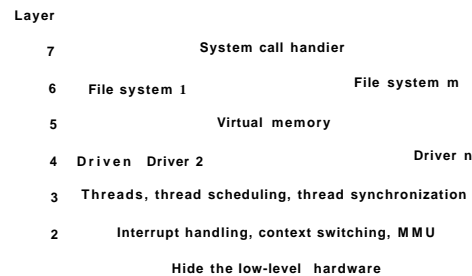 Layer
7 System call handier
6 File system 1 File system m
5 Virtual memory
4 Driven Driver 2 Driver n
3 Threads, thread scheduling, thread synchronization
2 Interrupt handling, context switching, MMU
Hide the low-level hardware